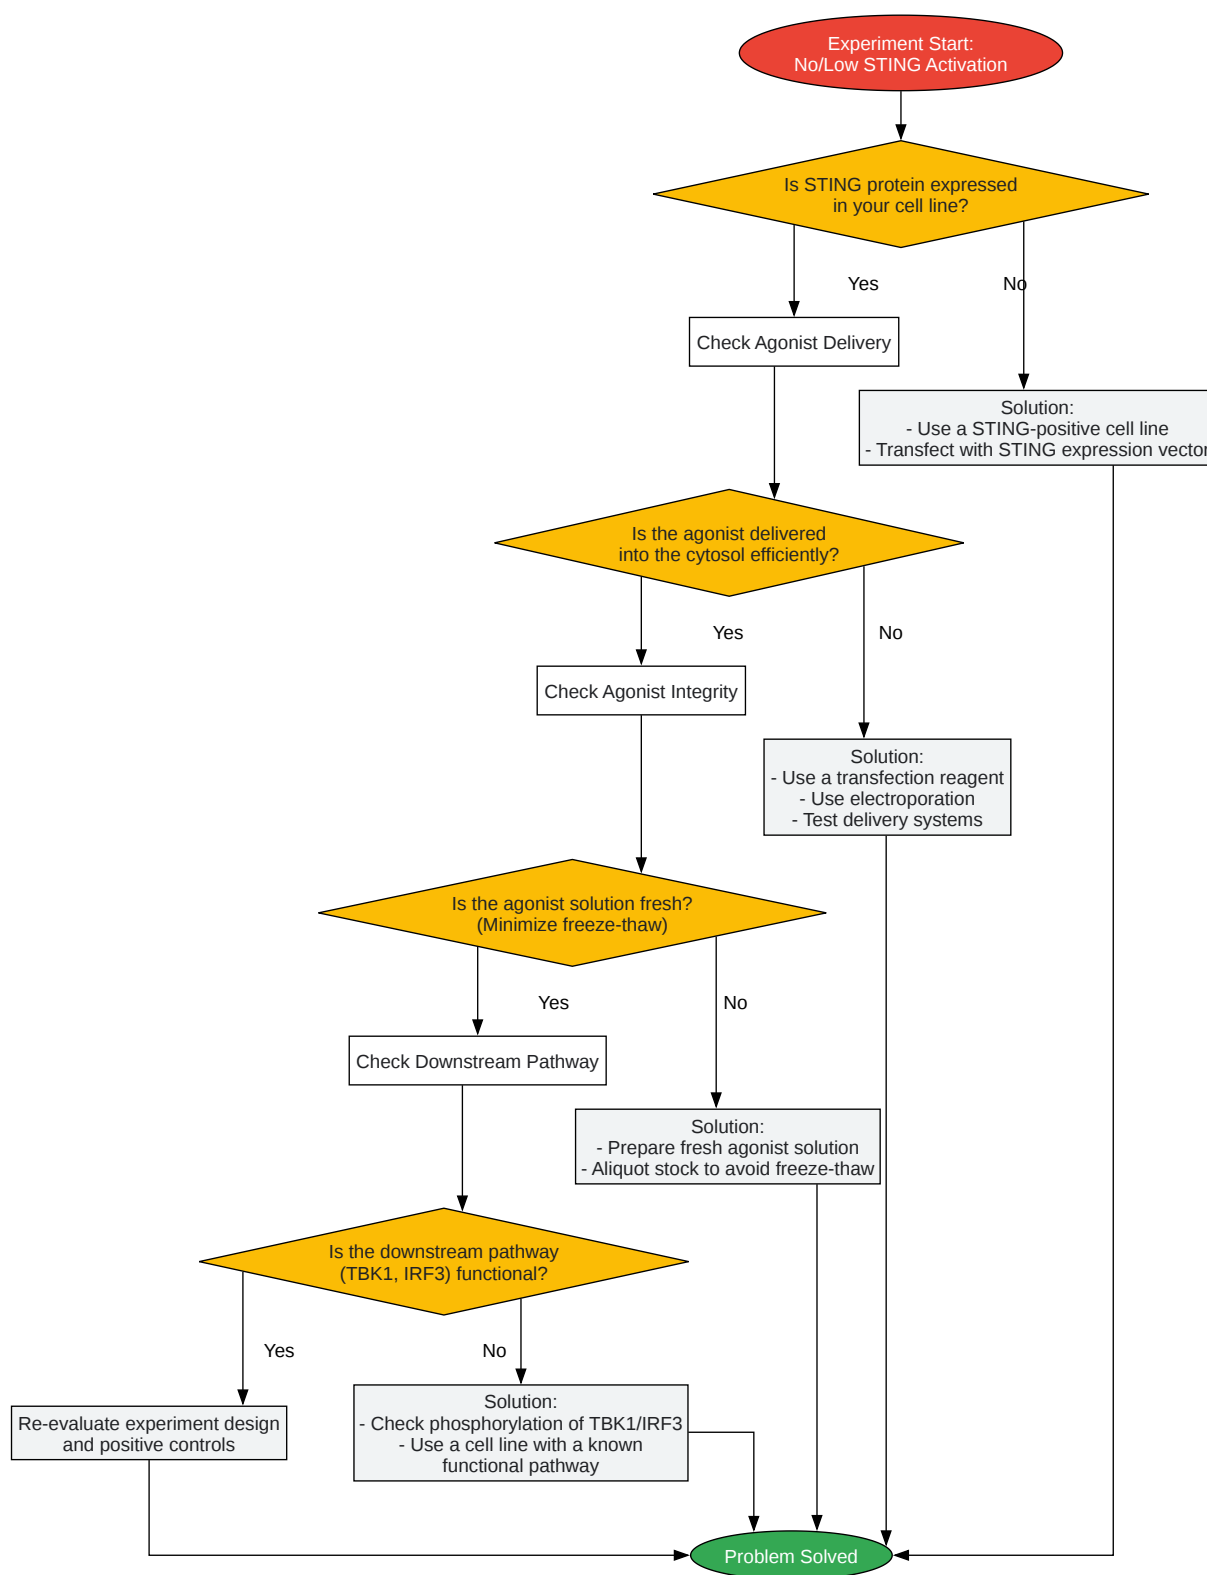 Experiment Start:
No/Low STING Activation
Is STING protein expressed
in your cell line?
Yes
No
Check Agonist Delivery
Solution:
- Use a STING-positive cell line
- Transfect with STING expression vector
Is the agonist delivered
into the cytosol efficiently?
Yes
No
Check Agonist Integrity
Solution:
- Use a transfection reagent
- Use electroporation
- Test delivery systems
Is the agonist solution fresh?
(Minimize freeze-thaw)
Yes
No
Check Downstream Pathway
Solution:
- Prepare fresh agonist solution
- Aliquot stock to avoid freeze-thaw
Is the downstream pathway
(TBK1, IRF3) functional?
Yes
No
Re-evaluate experiment design
and positive controls
Solution:
- Check phosphorylation of TBK1/IRF3
- Use a cell line with a known
functional pathway
Problem Solved